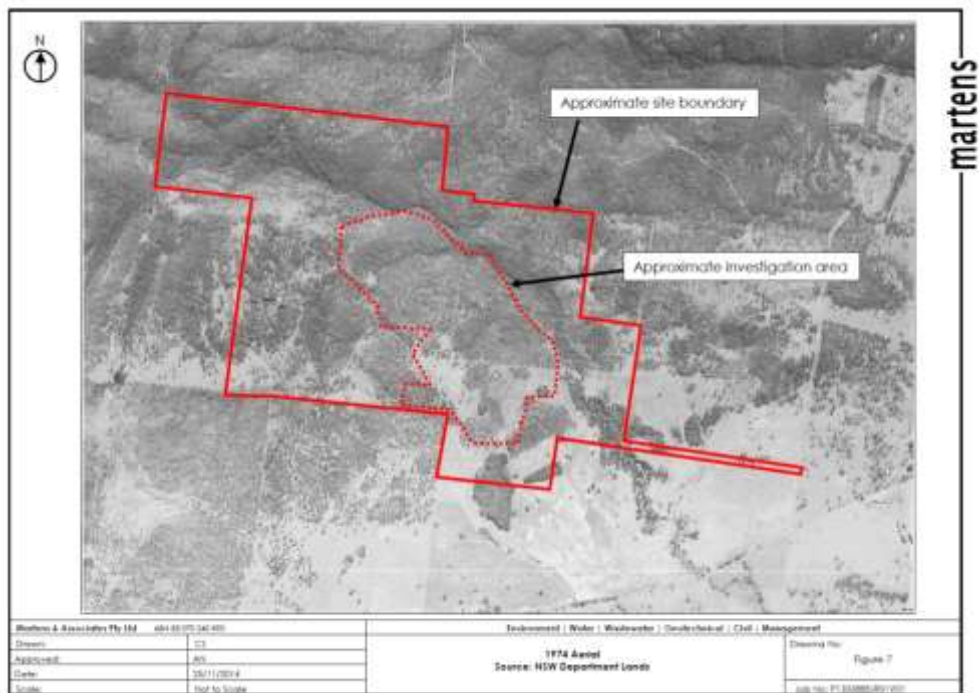 N
martens
Approximate site boundary
Approximate investigation area
Martens & Associates Pty Ltd
Environment | Water | Wastewater | Geotechnical | Civil | Management
Drawn:
Approved:
Date:
Scale:
Not to Scale
1974 Aerial
Source: NSW Department Lands
Drawing No:
Figure 7
Job No: